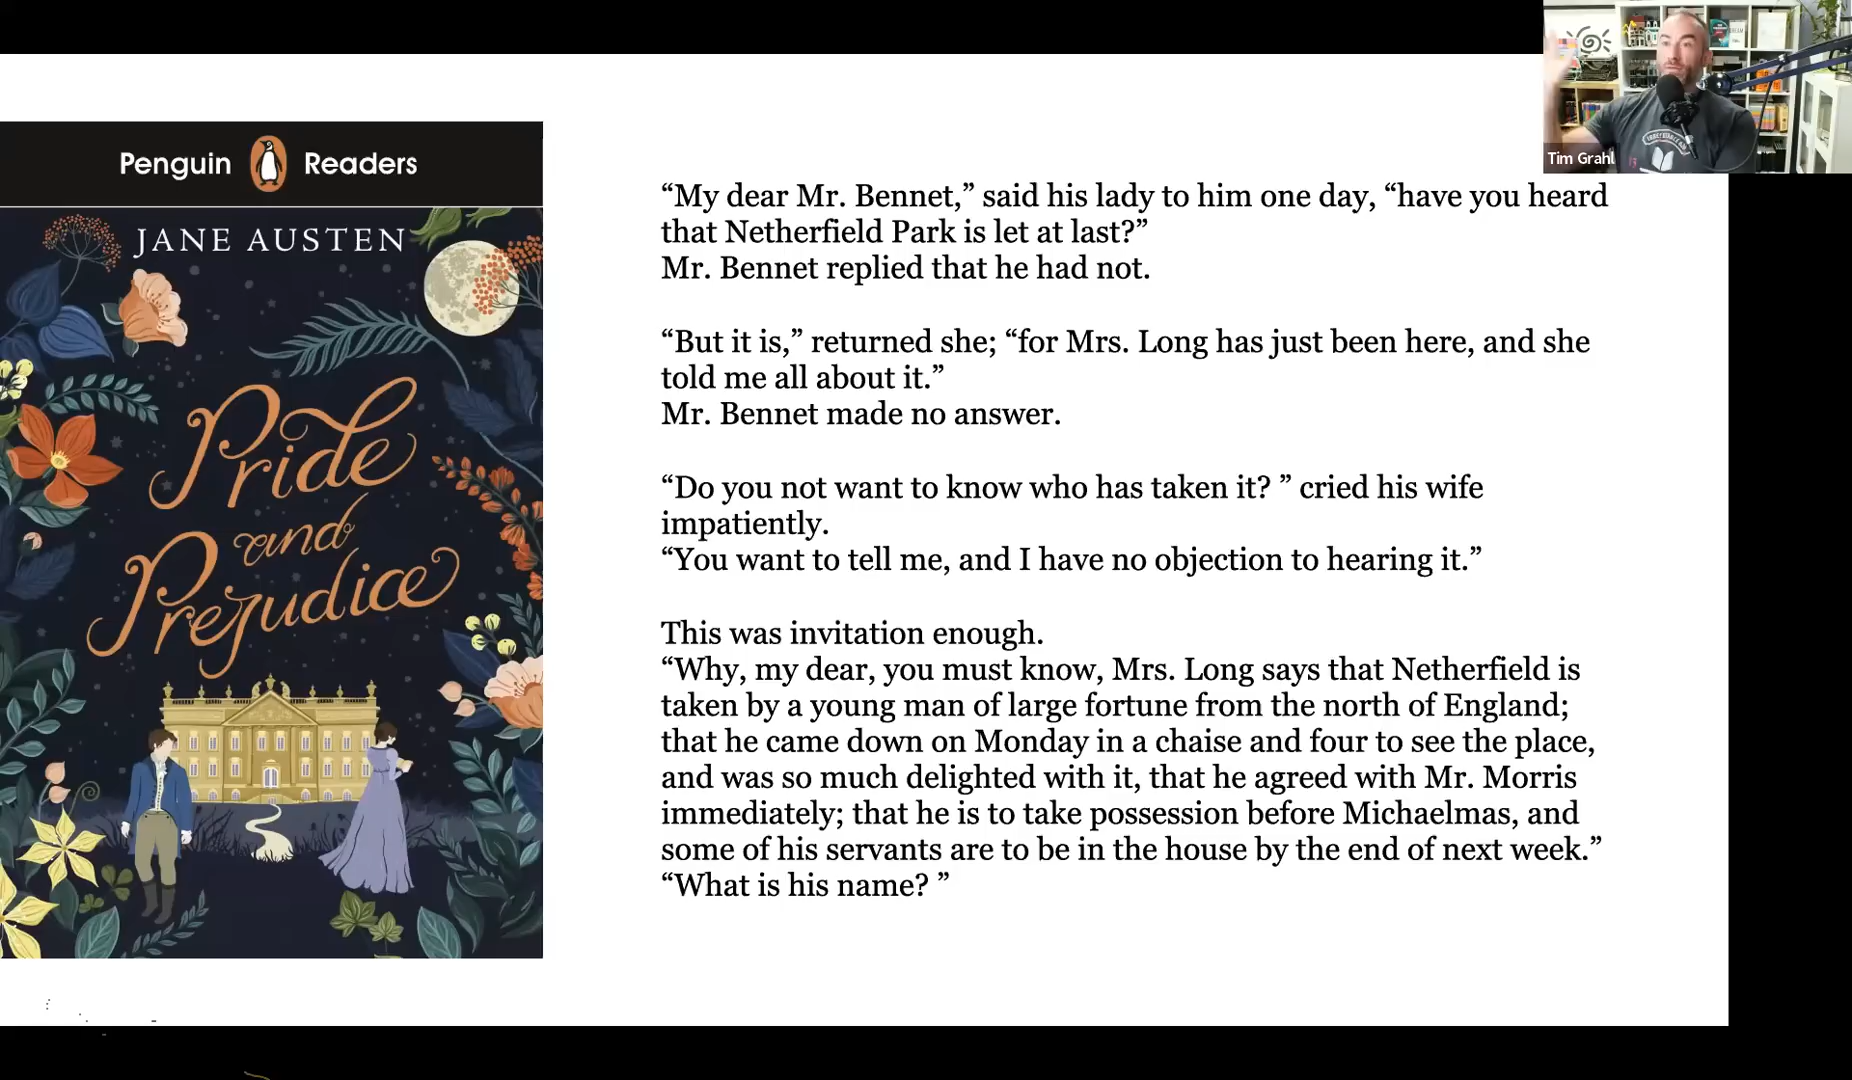 Penguin Readers
JANE AUSTEN
Pride
and
Prejudice
“My dear Mr. Bennet,” said his lady to him one day, “have you heard
that Netherfield Park is let at last?”
Mr. Bennet replied that he had not.
“But it is,” returned she; “for Mrs. Long has just been here, and she
told me all about it.”
Mr. Bennet made no answer.
“Do you not want to know who has taken it? ” cried his wife
impatiently.
“You want to tell me, and I have no objection to hearing it.”
This was invitation enough.
“Why, my dear, you must know, Mrs. Long says that Netherfield is
taken by a young man of large fortune from the north of England;
that he came down on Monday in a chaise and four to see the place,
and was so much delighted with it, that he agreed with Mr. Morris
immediately; that he is to take possession before Michaelmas, and
some of his servants are to be in the house by the end of next week.”
“What is his name? ”
Tim Grahl